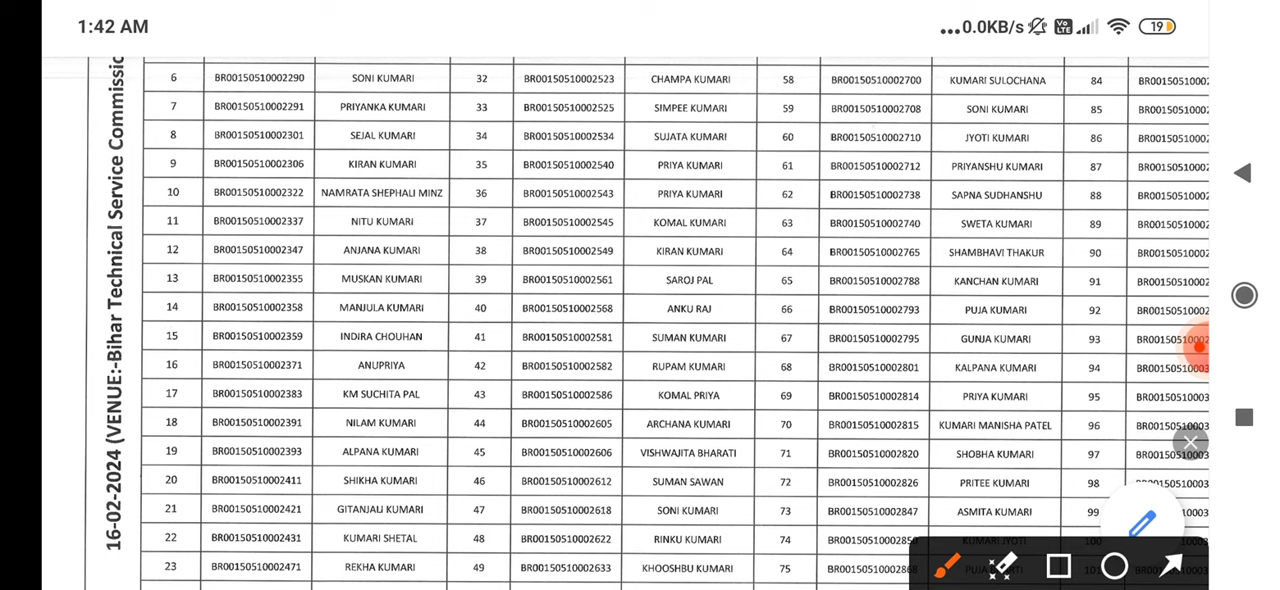 1:42 AM
...0.0KB/s
Vo LTE
19
16-02-2024 (VENUE:-Bihar Technical Service Commissic
6 BR00150510002290 SONI KUMARI 32 BR00150510002523 CHAMPA KUMARI 58 BR00150510002700 KUMARI SULOCHANA 84 BR0015051000
7 BR00150510002291 PRIYANKA KUMARI 33 BR00150510002525 SIMPEE KUMARI 59 BR00150510002708 SONI KUMARI 85 BR0015051000
8 BR00150510002301 SEJAL KUMARI 34 BR00150510002534 SUJATA KUMARI 60 BR00150510002710 JYOTI KUMARI 86 BR0015051000
9 BR00150510002306 KIRAN KUMARI 35 BR00150510002540 PRIYA KUMARI 61 BR00150510002712 PRIYANSHU KUMARI 87 BR0015051000
10 BR00150510002322 NAMRATA SHEPHALI MINZ 36 BR00150510002543 PRIYA KUMARI 62 BR00150510002738 SAPNA SUDHANSHU 88 BR0015051000
11 BR00150510002337 NITU KUMARI 37 BR00150510002545 KOMAL KUMARI 63 BR00150510002740 SWETA KUMARI 89 BR0015051000
12 BR00150510002347 ANJANA KUMARI 38 BR00150510002549 KIRAN KUMARI 64 BR00150510002765 SHAMBHAVI THAKUR 90 BR0015051000
13 BR00150510002355 MUSKAN KUMARI 39 BR00150510002561 SAROJ PAL 65 BR00150510002788 KANCHAN KUMARI 91 BR0015051000
14 BR00150510002358 MANJULA KUMARI 40 BR00150510002568 ANKU RAJ 66 BR00150510002793 PUJA KUMARI 92 BR0015051000
15 BR00150510002359 INDIRA CHOUHAN 41 BR00150510002581 SUMAN KUMARI 67 BR00150510002795 GUNJA KUMARI 93 BR0015051000
16 BR00150510002371 ANUPRIYA 42 BR00150510002582 RUPAM KUMARI 68 BR00150510002801 KALPANA KUMARI 94 BR00150510003
17 BR00150510002383 KM SUCHITA PAL 43 BR00150510002586 KOMAL PRIYA 69 BR00150510002814 PRIYA KUMARI 95 BR00150510003
18 BR00150510002391 NILAM KUMARI 44 BR00150510002605 ARCHANA KUMARI 70 BR00150510002815 KUMARI MANISHA PATEL 96 BR00150510003
19 BR00150510002393 ALPANA KUMARI 45 BR00150510002606 VISHWAJITA BHARATI 71 BR00150510002820 SHOBHA KUMARI 97 BR00150510003
20 BR00150510002411 SHIKHA KUMARI 46 BR00150510002612 SUMAN SAWAN 72 BR00150510002826 PRITEE KUMARI 98 BR00150510003
21 BR00150510002421 GITANJALI KUMARI 47 BR00150510002618 SONI KUMARI 73 BR00150510002847 ASMITA KUMARI 99 0003
22 BR00150510002431 KUMARI SHETAL 48 BR00150510002622 RINKU KUMARI 74 BR00150510002850 KUMARI JYOTI 100 0003
23 BR00150510002471 REKHA KUMARI 49 BR00150510002633 KHOOSHBU KUMARI 75 BR00150510002868 101 0003